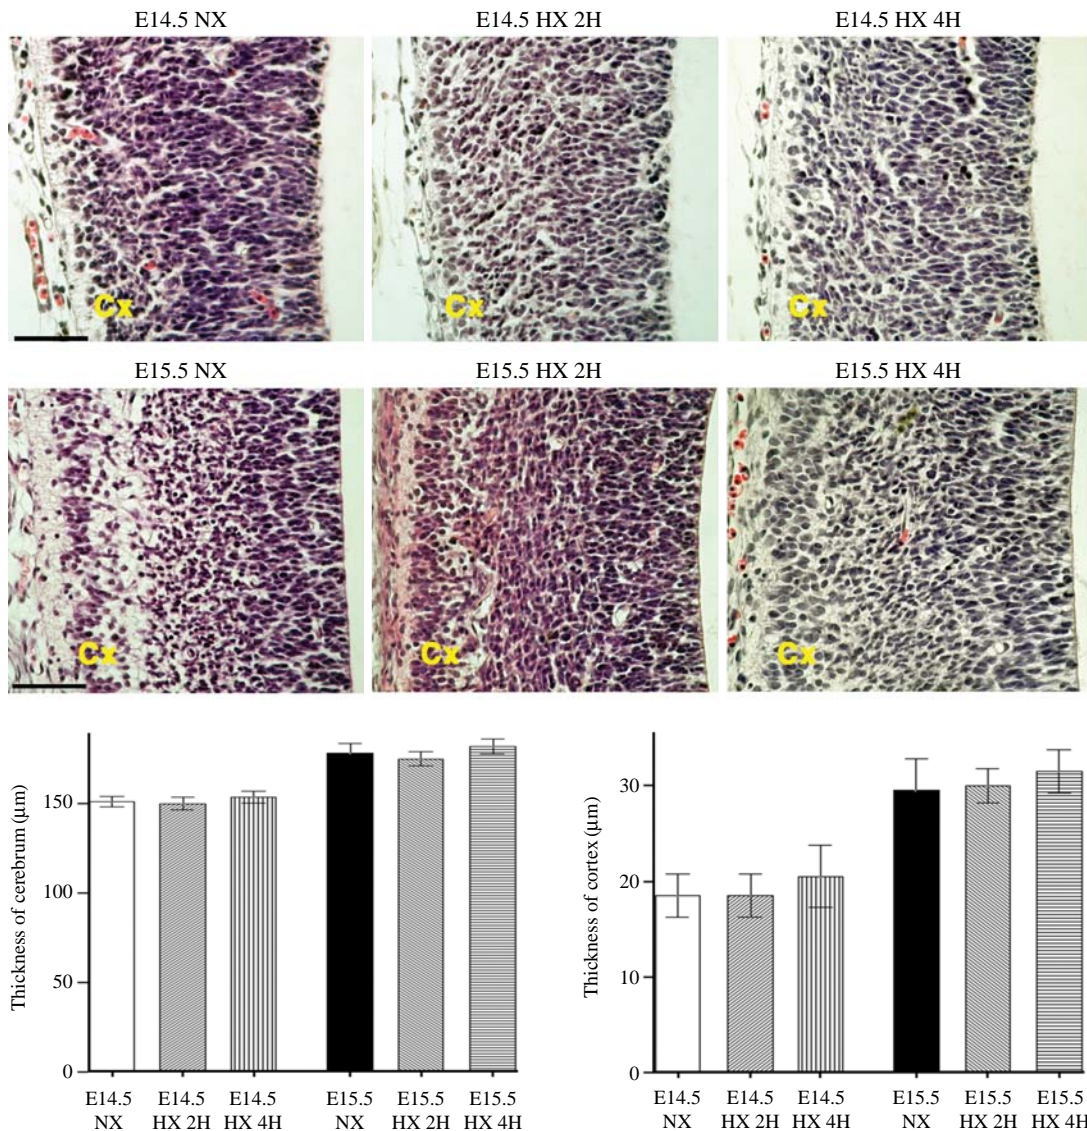 E14.5 NX
E14.5 HX 2H
E14.5 HX 4H
Cx
Cx
Cx
E15.5 NX
E15.5 HX 2H
E15.5 HX 4H
Cx
Cx
Cx
Thickness of cerebrum (µm)
150
100
50
0
E14.5
NX
E14.5
HX 2H
E14.5
HX 4H
E15.5
NX
E15.5
HX 2H
E15.5
HX 4H
Thickness of cortex (µm)
30
20
10
0
E14.5
NX
E14.5
HX 2H
E14.5
HX 4H
E15.5
NX
E15.5
HX 2H
E15.5
HX 4H